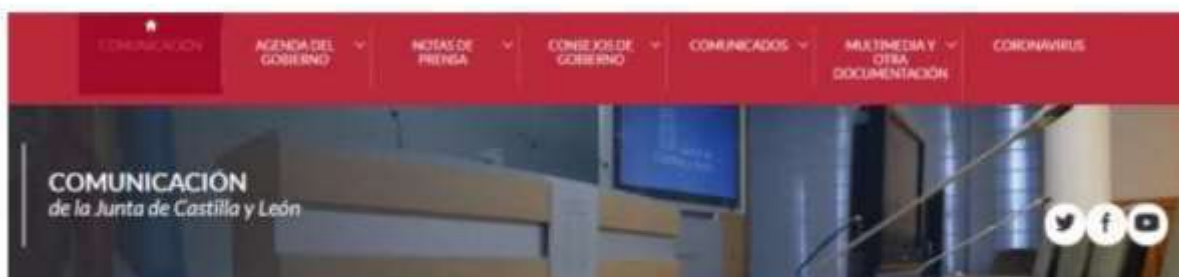 COMUNICACIÓN
AGENDA DEL
GOBIERNO
NOTAS DE
PRENSA
CONSEJOS DE
GOBIERNO
COMUNICADOS
MULTIMEDIA Y
OTRA
DOCUMENTACIÓN
CORONAVIRUS
COMUNICACIÓN
de la Junta de Castilla y León